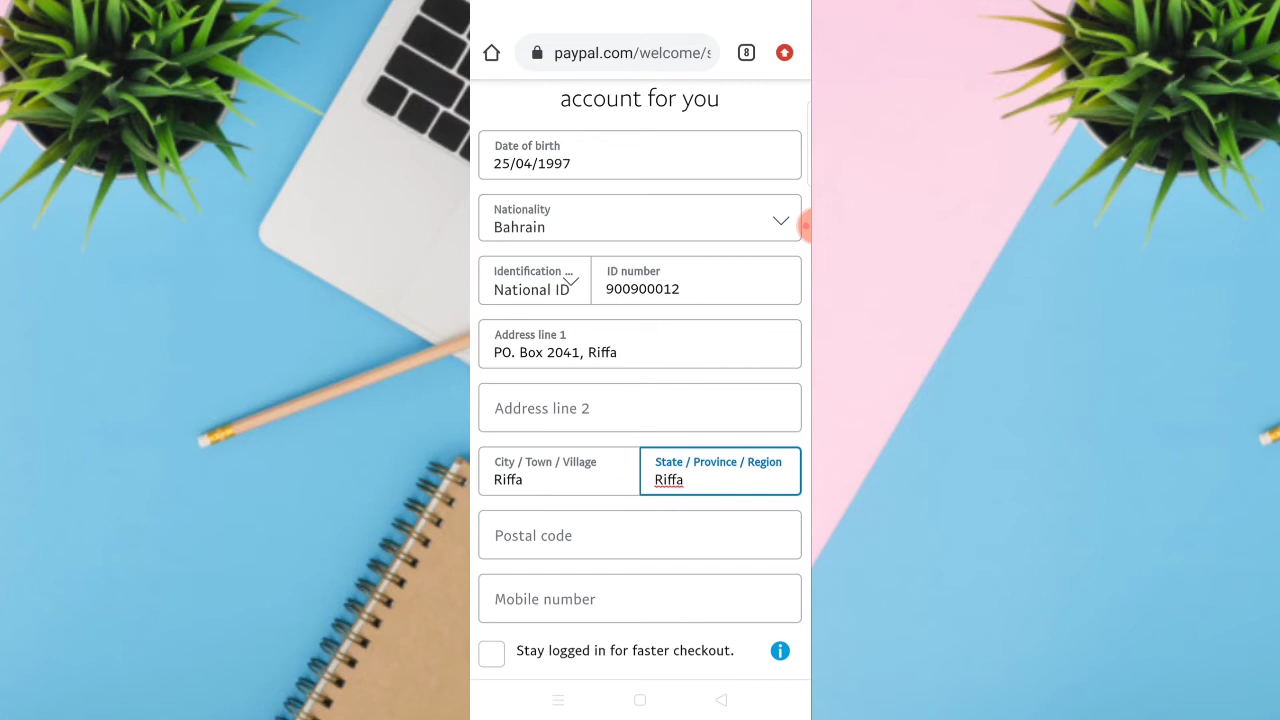 paypal.com/welcome/s
8
account for you
Date of birth
25/04/1997
Nationality
Bahrain
Identification ...
National ID
ID number
900900012
Address line 1
PO. Box 2041, Riffa
Address line 2
City / Town / Village
Riffa
State / Province / Region
Riffa
Postal code
Mobile number
Stay logged in for faster checkout.